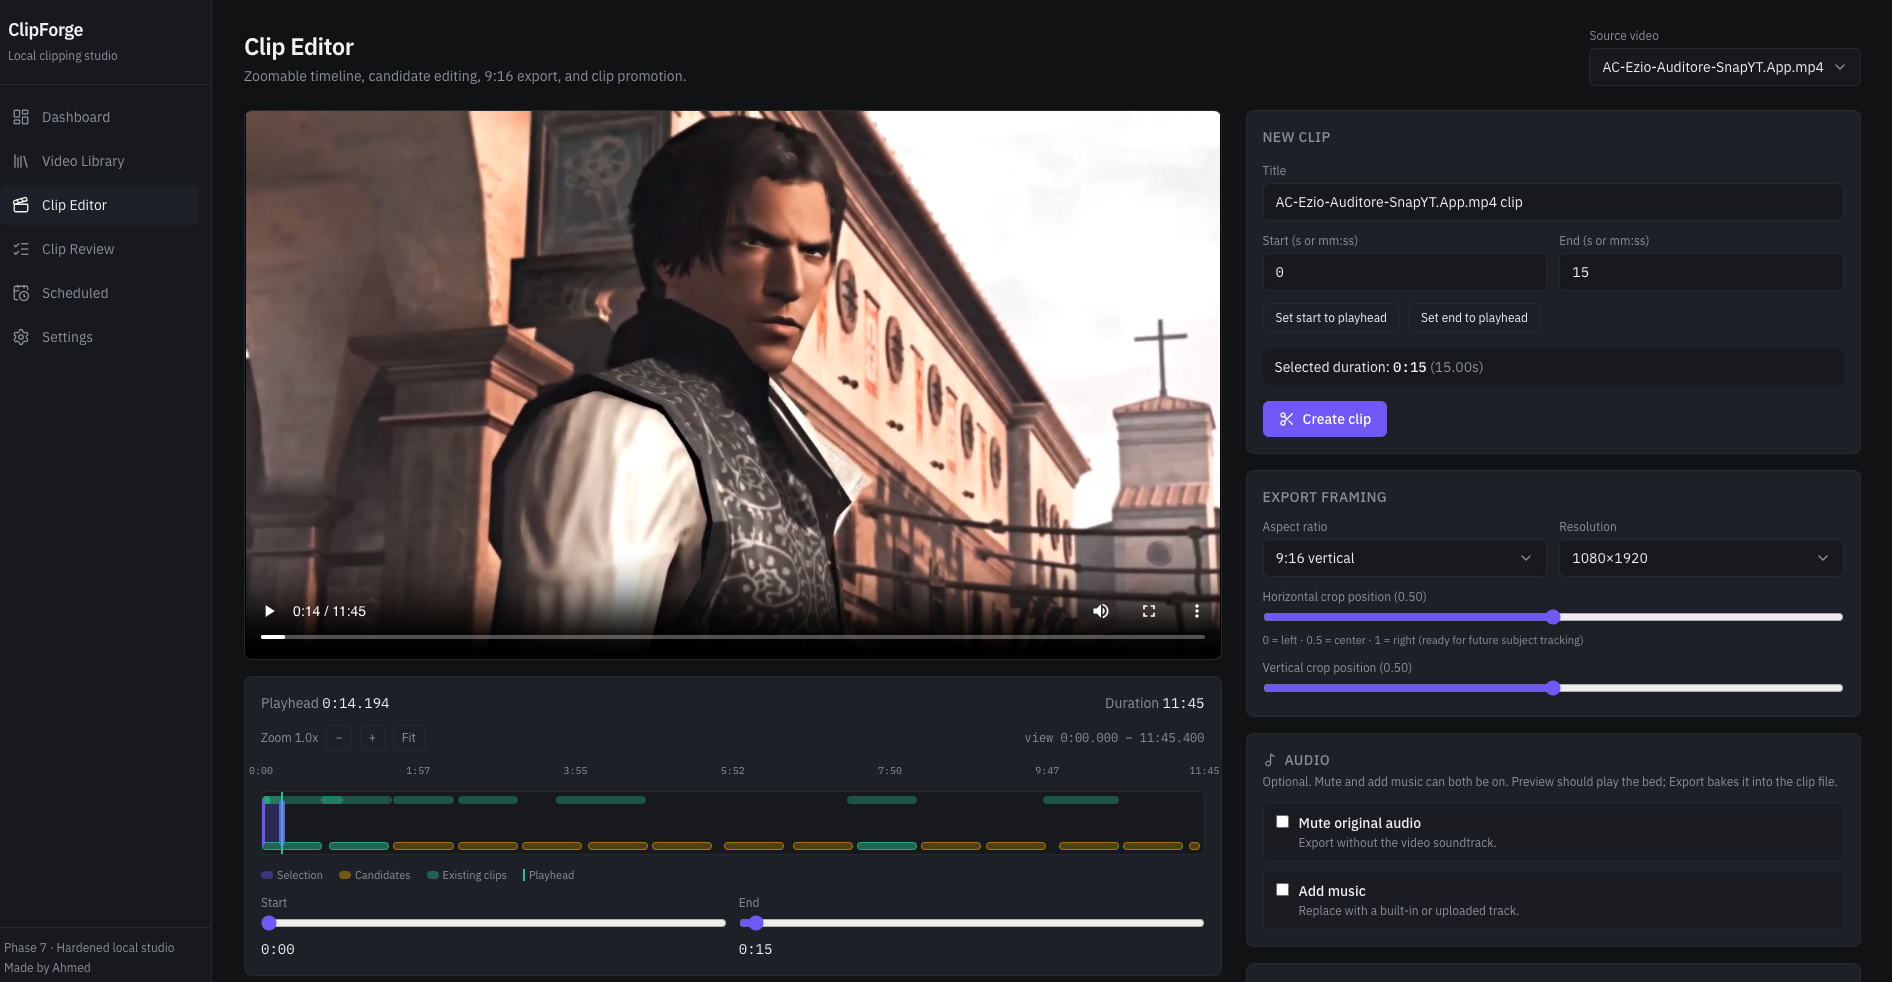 ClipForge
Local clipping studio
Dashboard
Video Library
Clip Editor
Clip Review
Scheduled
Settings
Phase 7 · Hardened local studio
Made by Ahmed
Clip Editor
Zoomable timeline, candidate editing, 9:16 export, and clip promotion.
Source video
AC-Ezio-Auditore-SnapYT.App.mp4
0:14 / 11:45
Playhead 0:14.194
Duration 11:45
Zoom 1.0x − + Fit
view 0:00.000 – 11:45.400
0:00 1:57 3:55 5:52 7:50 9:47 11:45
Selection Candidates Existing clips Playhead
Start
0:00
End
0:15
NEW CLIP
Title
AC-Ezio-Auditore-SnapYT.App.mp4 clip
Start (s or mm:ss)
0
End (s or mm:ss)
15
Set start to playhead
Set end to playhead
Selected duration: 0:15 (15.00s)
Create clip
EXPORT FRAMING
Aspect ratio
9:16 vertical
Resolution
1080×1920
Horizontal crop position (0.50)
0 = left · 0.5 = center · 1 = right (ready for future subject tracking)
Vertical crop position (0.50)
AUDIO
Optional. Mute and add music can both be on. Preview should play the bed; Export bakes it into the clip file.
Mute original audio
Export without the video soundtrack.
Add music
Replace with a built-in or uploaded track.